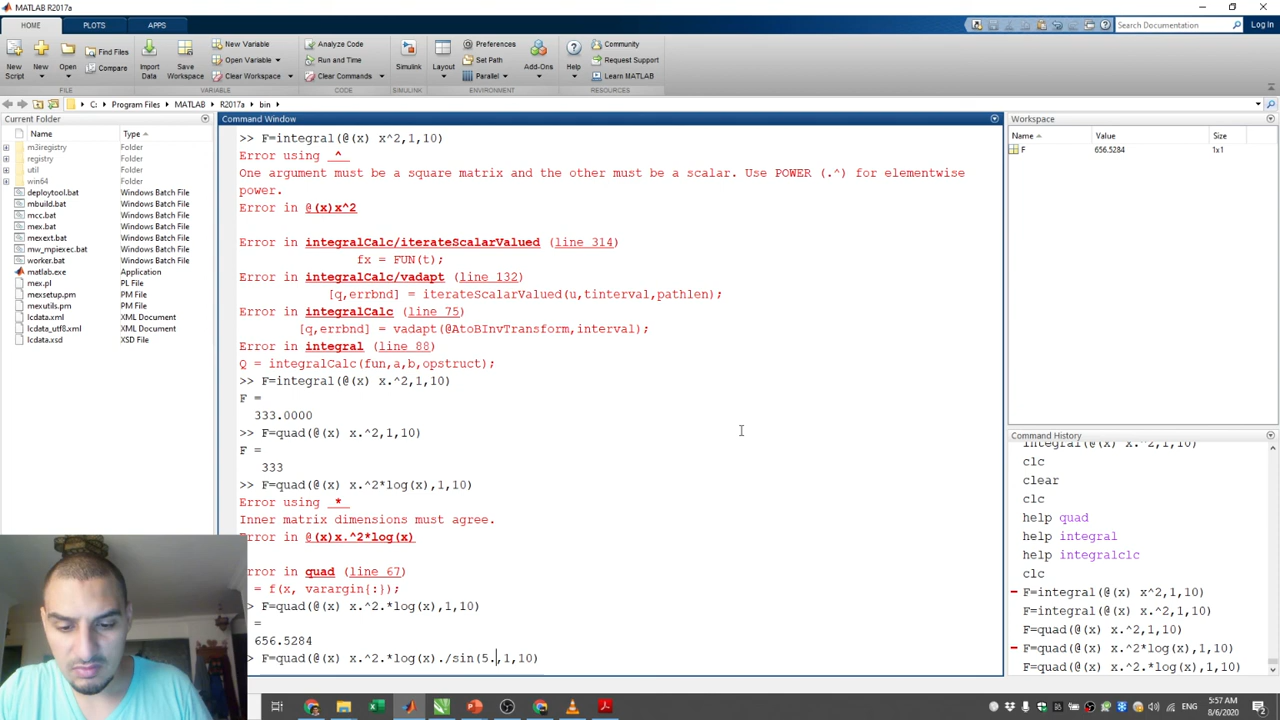 MATLAB R2017a
HOME
PLOTS
APPS
Search Documentation
Log In
New Script
New
Open
Find Files
Compare
Import Data
Save Workspace
New Variable
Open Variable
Clear Workspace
Analyze Code
Run and Time
Clear Commands
Simulink
Layout
Preferences
Set Path
Parallel
Add-Ons
Help
Community
Request Support
Learn MATLAB
FILE
VARIABLE
CODE
SIMULINK
ENVIRONMENT
RESOURCES
C: Program Files MATLAB R2017a bin
Current Folder
Name Type
m3iregistry Folder
registry Folder
util Folder
win64 Folder
deploytool.bat Windows Batch File
mbuild.bat Windows Batch File
mcc.bat Windows Batch File
mex.bat Windows Batch File
mexext.bat Windows Batch File
mw_mpiexec.bat Windows Batch File
worker.bat Windows Batch File
matlab.exe Application
mex.pl PL File
mexsetup.pm PM File
mexutils.pm PM File
lcdata.xml XML Document
lcdata_utf8.xml XML Document
lcdata.xsd XSD File
Command Window
>> F=integral(@(x) x^2,1,10)
Error using ^
One argument must be a square matrix and the other must be a scalar. Use POWER (.^) for elementwise
power.
Error in @(x)x^2
Error in integralCalc/iterateScalarValued (line 314)
fx = FUN(t);
Error in integralCalc/vadapt (line 132)
[q,errbnd] = iterateScalarValued(u,tinterval,pathlen);
Error in integralCalc (line 75)
[q,errbnd] = vadapt(@AtoBInvTransform,interval);
Error in integral (line 88)
Q = integralCalc(fun,a,b,opstruct);
>> F=integral(@(x) x.^2,1,10)
F =
333.0000
>> F=quad(@(x) x.^2,1,10)
F =
333
>> F=quad(@(x) x.^2*log(x),1,10)
Error using *
Inner matrix dimensions must agree.
Error in @(x)x.^2*log(x)
rror in quad (line 67)
= f(x, varargin{:});
> F=quad(@(x) x.^2.*log(x),1,10)
=
656.5284
> F=quad(@(x) x.^2.*log(x)./sin(5.,1,10)
Workspace
Name Value Size
F 656.5284 1x1
Command History
integral(@(x) x.^2,1,10)
clc
clear
clc
help quad
help integral
help integralclc
clc
F=integral(@(x) x^2,1,10)
F=integral(@(x) x.^2,1,10)
F=quad(@(x) x.^2,1,10)
F=quad(@(x) x.^2*log(x),1,10)
F=quad(@(x) x.^2.*log(x),1,10)
5:57 AM
8/6/2020